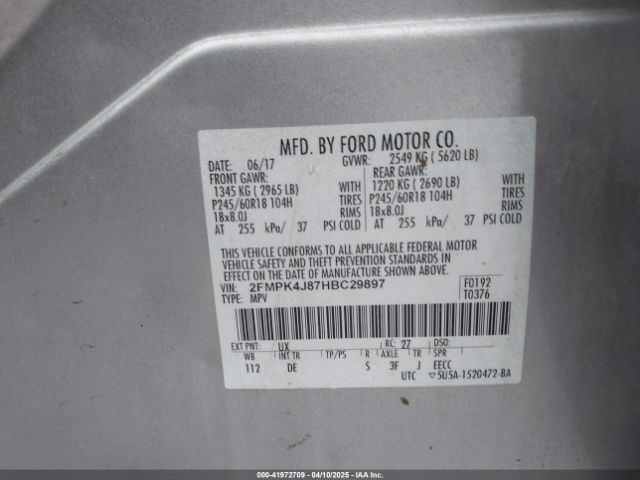 MFD. BY FORD MOTOR CO.
DATE: 06/17 GVWR: 2549 KG ( 5620 LB)
FRONT GAWR: REAR GAWR:
1345 KG ( 2965 LB) WITH 1220 KG ( 2690 LB) WITH
P245/60R18 104H TIRES P245/60R18 104H TIRES
18x8.0J RIMS 18x8.0J RIMS
AT 255 kPa/ 37 PSI COLD AT 255 kPa/ 37 PSI COLD
THIS VEHICLE CONFORMS TO ALL APPLICABLE FEDERAL MOTOR
VEHICLE SAFETY, BUMPER, AND THEFT PREVENTION STANDARDS IN
EFFECT ON THE DATE OF MANUFACTURE SHOWN ABOVE.
VIN: 2FMPK4J87HBC29897 F0192
TYPE: MPV T0376
EXT PNT: UX RC: 27 DSO:
WB INT TR TP/PS R AXLE TR SPR
112 DE S 3F J EECC
UTC ▽5U5A-1520472-BA
000-41972709 - 04/10/2025 - IAAI.COM